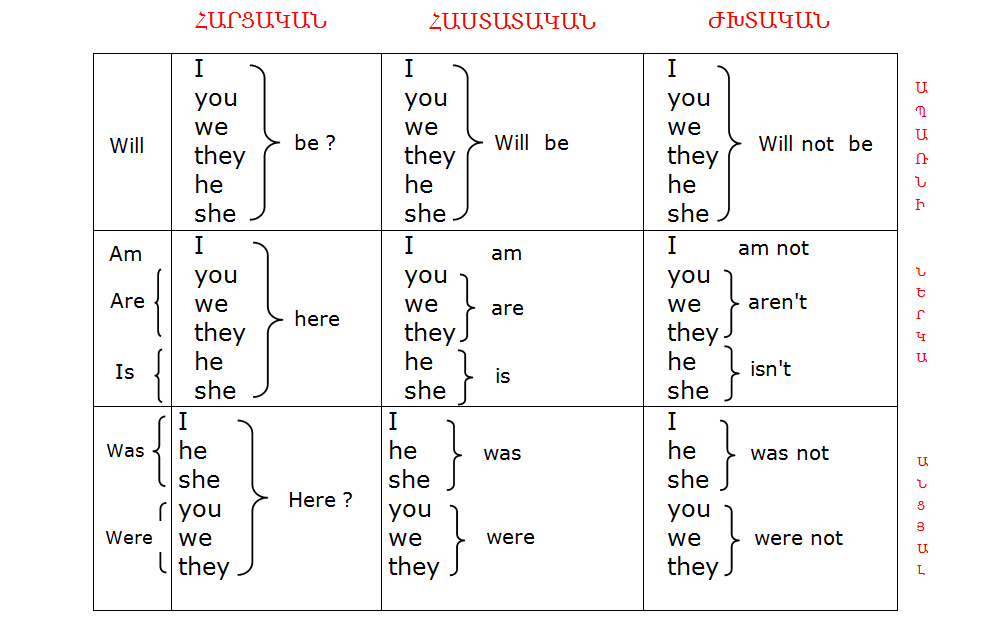 ՀԱՐՑԱԿԱՆ ՀԱՍՏԱՏԱԿԱՆ ԺԽՏԱԿԱՆ
Will
I
you
we
they
he
she
be ?
I
you
we
they
he
she
Will be
I
you
we
they
he
she
Will not be
ԱՊԱՌՆԻ
Am
Are
Is
I
you
we
they
he
she
here
I
you
we
they
he
she
am
are
is
I
you
we
they
he
she
am not
aren't
isn't
ՆԵՐԿԱ
Was
Were
I
he
she
you
we
they
Here ?
I
he
she
you
we
they
was
were
I
he
she
you
we
they
was not
were not
ԱՆՑՅԱԼ